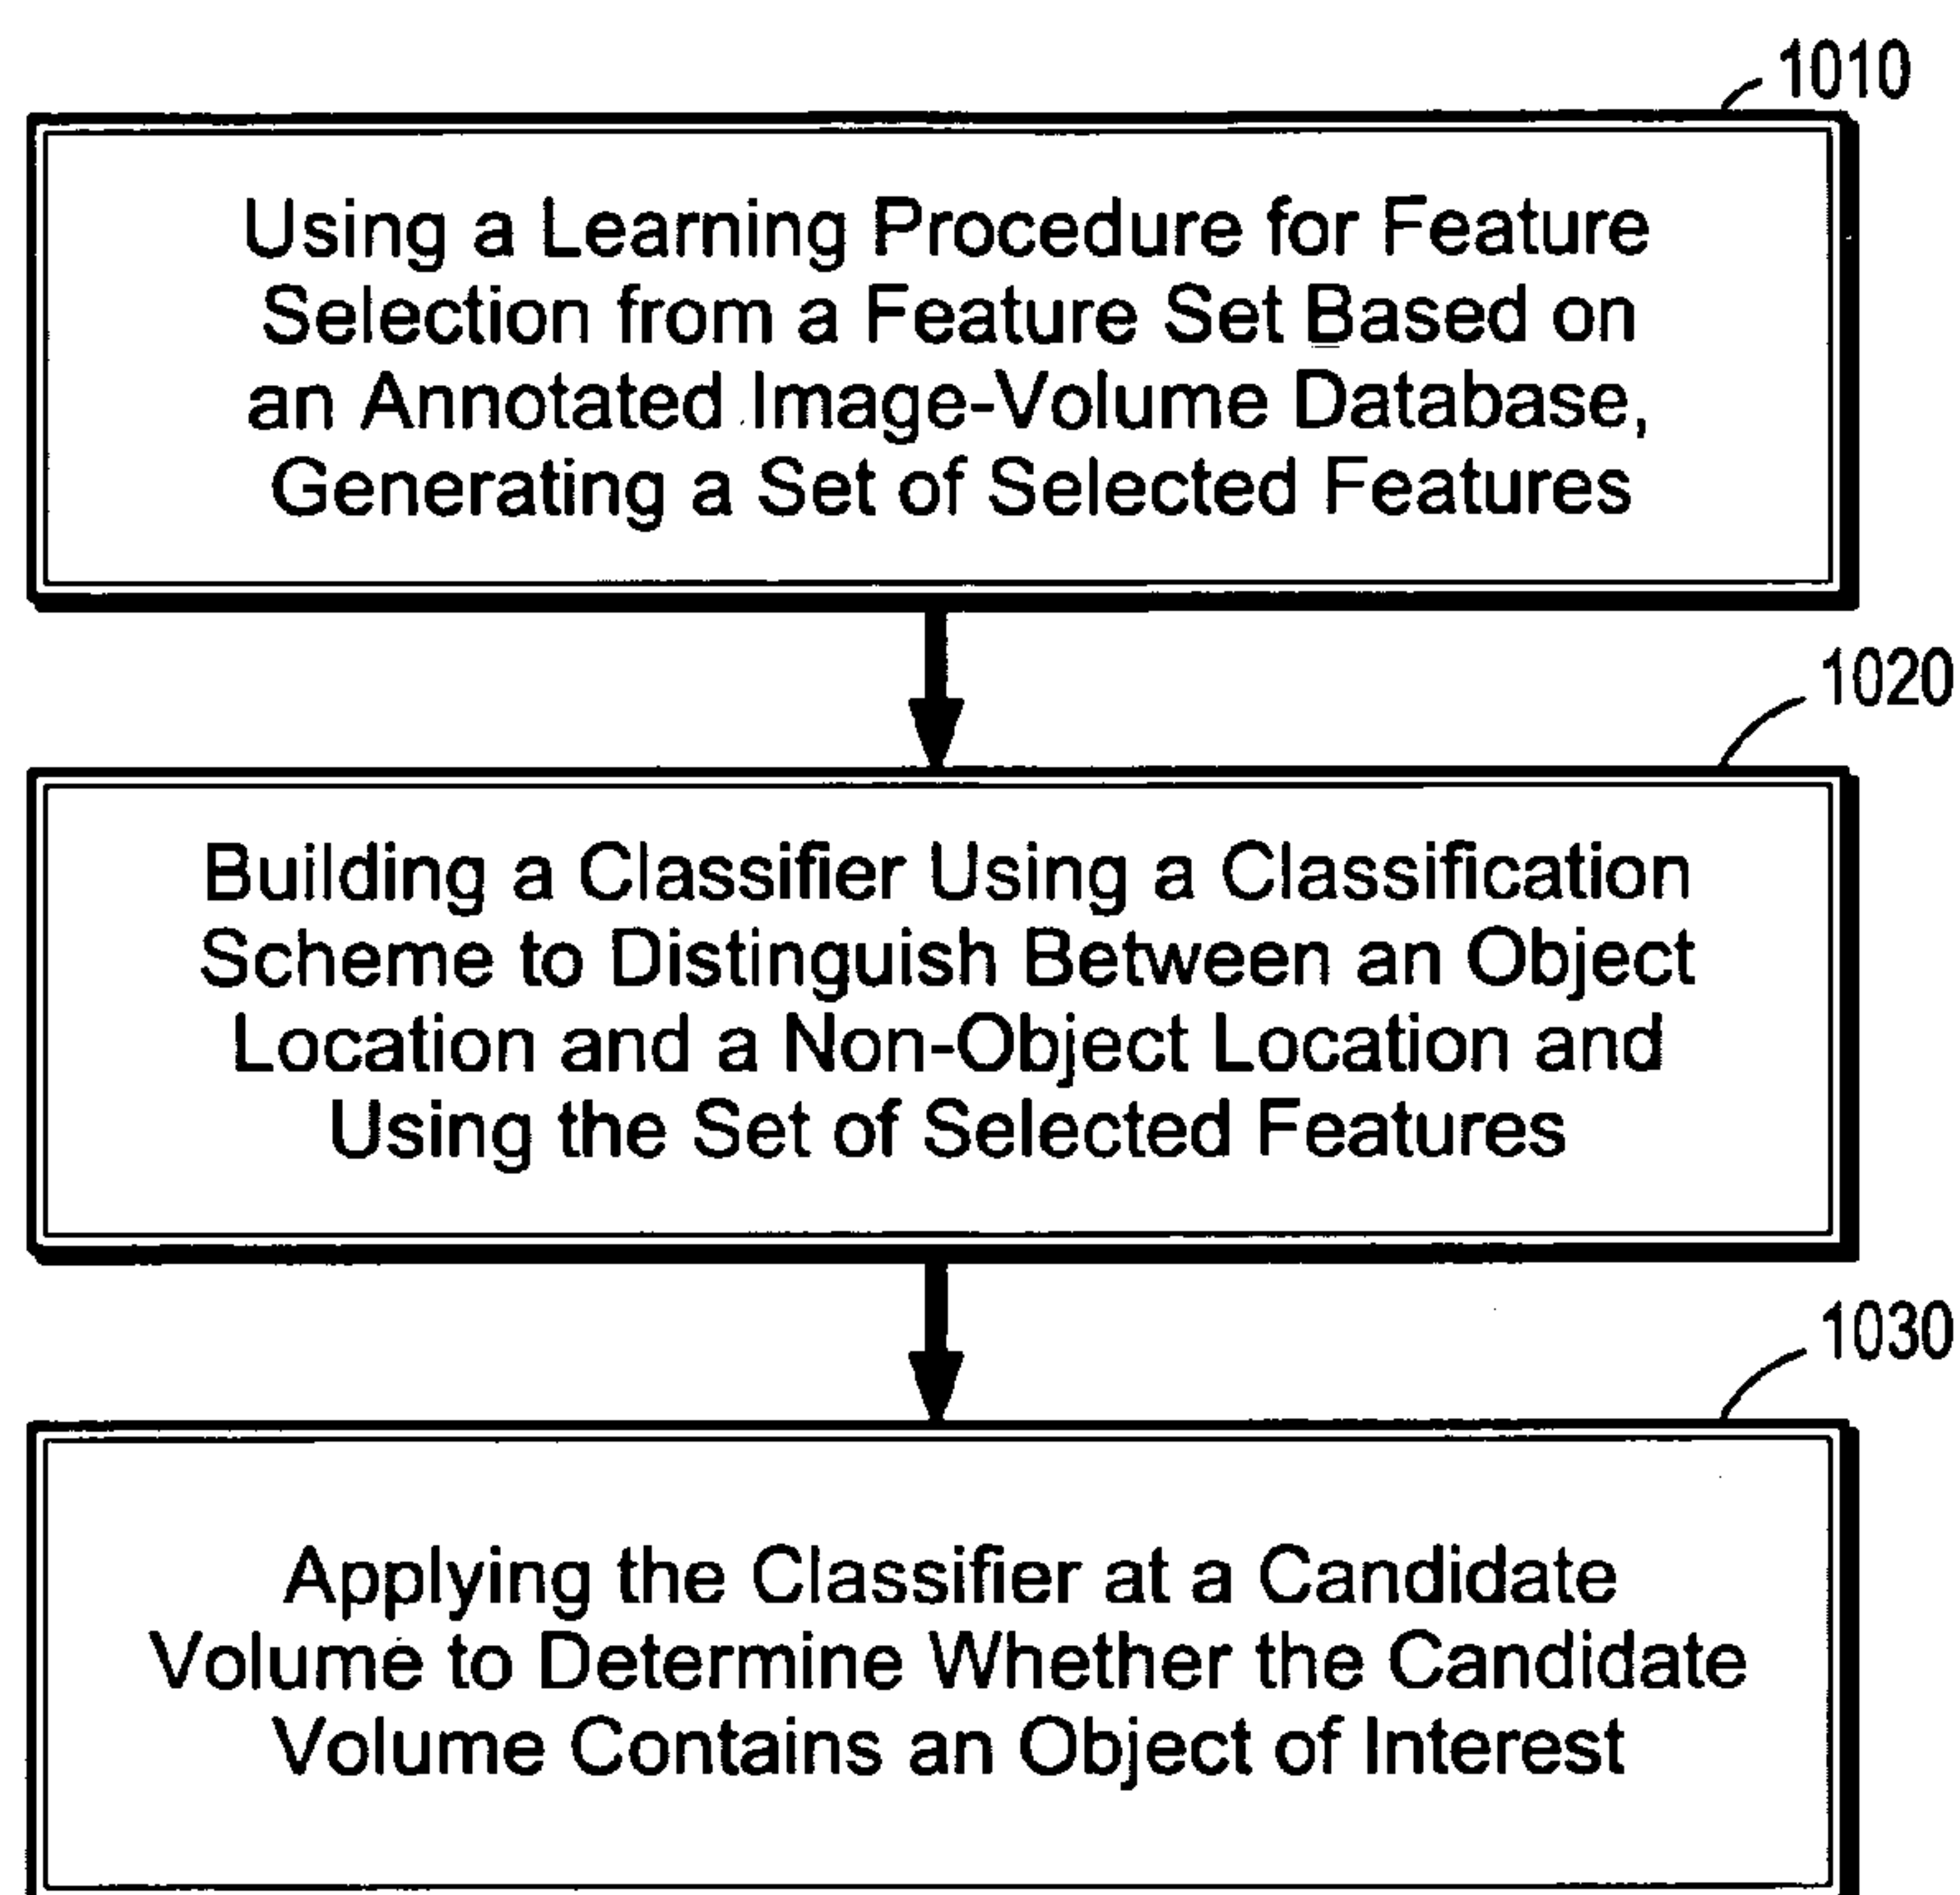 1010
Using a Learning Procedure for Feature
Selection from a Feature Set Based on
an Annotated Image-Volume Database,
Generating a Set of Selected Features
1020
Building a Classifier Using a Classification
Scheme to Distinguish Between an Object
Location and a Non-Object Location and
Using the Set of Selected Features
1030
Applying the Classifier at a Candidate
Volume to Determine Whether the Candidate
Volume Contains an Object of Interest